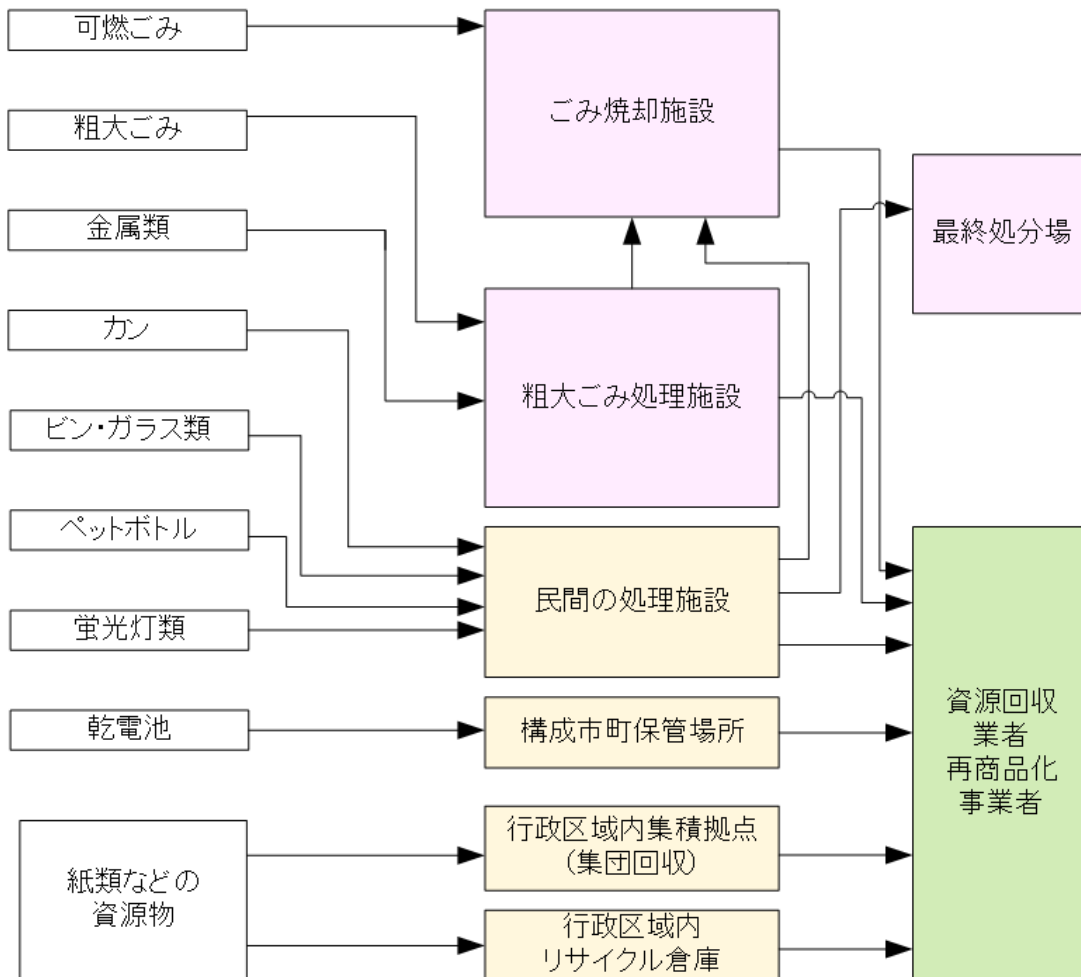 可燃ごみ
粗大ごみ
金属類
カン
ビン・ガラス類
ペットボトル
蛍光灯類
乾電池
紙類などの
資源物
ごみ焼却施設
粗大ごみ処理施設
民間の処理施設
構成市町保管場所
行政区域内集積拠点
(集団回収)
行政区域内
リサイクル倉庫
最終処分場
資源回収
業者
再商品化
事業者